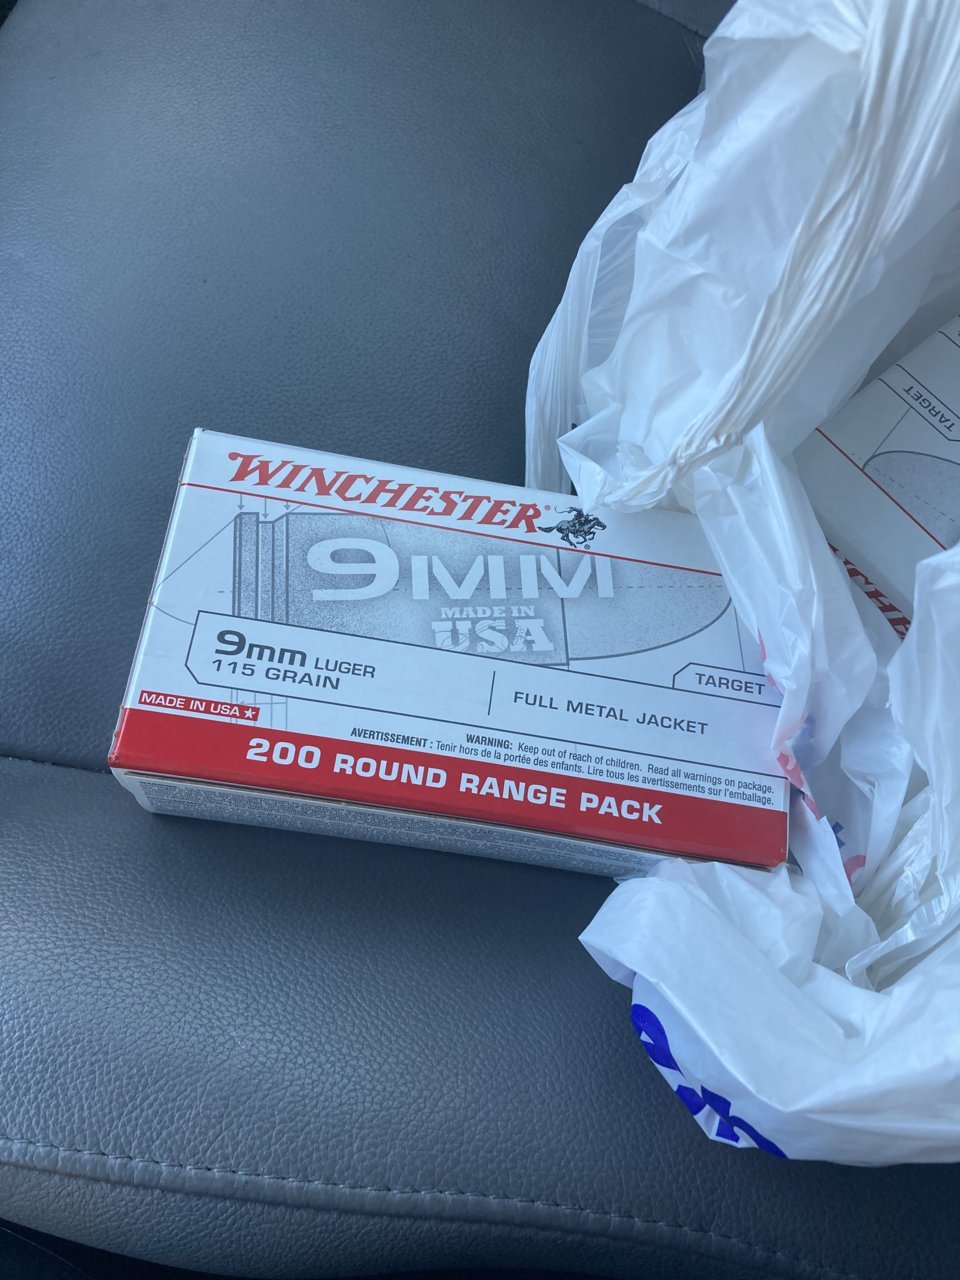 WINCHESTER®
9MM
MADE IN
USA
9mm LUGER
115 GRAIN
FULL METAL JACKET
TARGET
MADE IN USA ★
WARNING: Keep out of reach of children. Read all warnings on package.
AVERTISSEMENT : Tenir hors de la portée des enfants. Lire tous les avertissements sur l'emballage.
200 ROUND RANGE PACK
TARGET